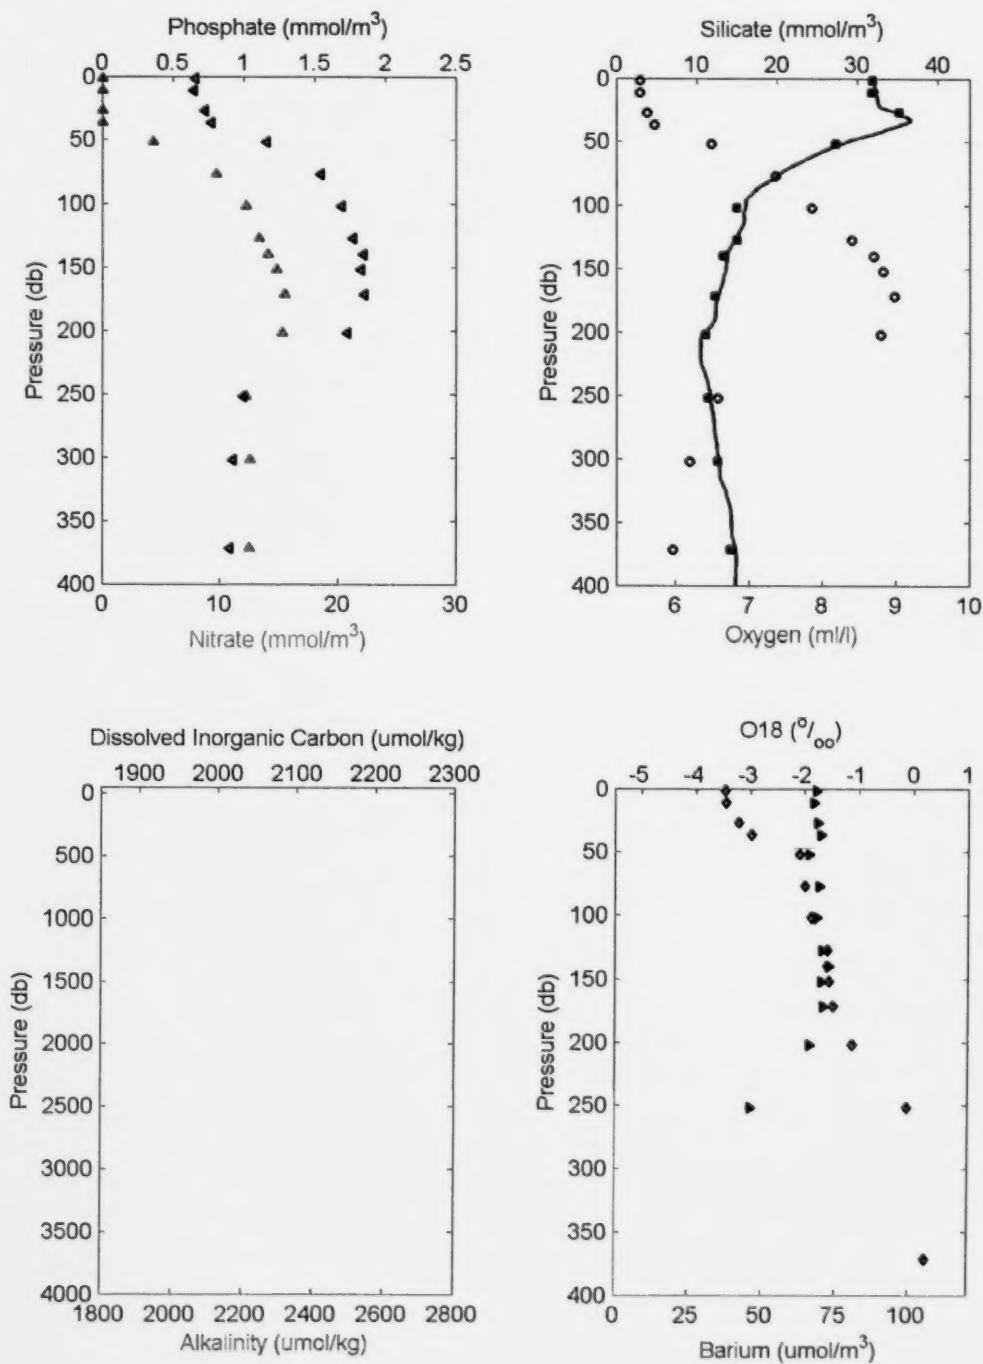 Phosphate (mmol/m³)
0 0.5 1 1.5 2 2.5
0
50
100
150
200
250
300
350
400
Pressure (db)
0 10 20 30
Nitrate (mmol/m³)
Silicate (mmol/m³)
0 10 20 30 40
0
50
100
150
200
250
300
350
400
Pressure (db)
6 7 8 9 10
Oxygen (ml/l)
Dissolved Inorganic Carbon (umol/kg)
1900 2000 2100 2200 2300
0
500
1000
1500
2000
2500
3000
3500
4000
Pressure (db)
1800 2000 2200 2400 2600 2800
Alkalinity (umol/kg)
O18 (⁰/₀₀)
-5 -4 -3 -2 -1 0 1
0
50
100
150
200
250
300
350
400
Pressure (db)
0 25 50 75 100
Barium (umol/m³)